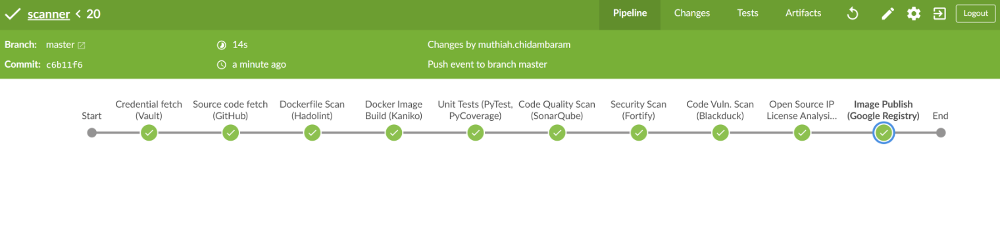 scanner < 20
Pipeline
Changes
Tests
Artifacts
Logout
Branch: master
14s
Changes by muthiah.chidambaram
Commit: c6b11f6
a minute ago
Push event to branch master
Start
Credential fetch
(Vault)
Source code fetch
(GitHub)
Dockerfile Scan
(Hadolint)
Docker Image
Build (Kaniko)
Unit Tests (PyTest,
PyCoverage)
Code Quality Scan
(SonarQube)
Security Scan
(Fortify)
Code Vuln. Scan
(Blackduck)
Open Source IP
License Analysi...
Image Publish
(Google Registry)
End